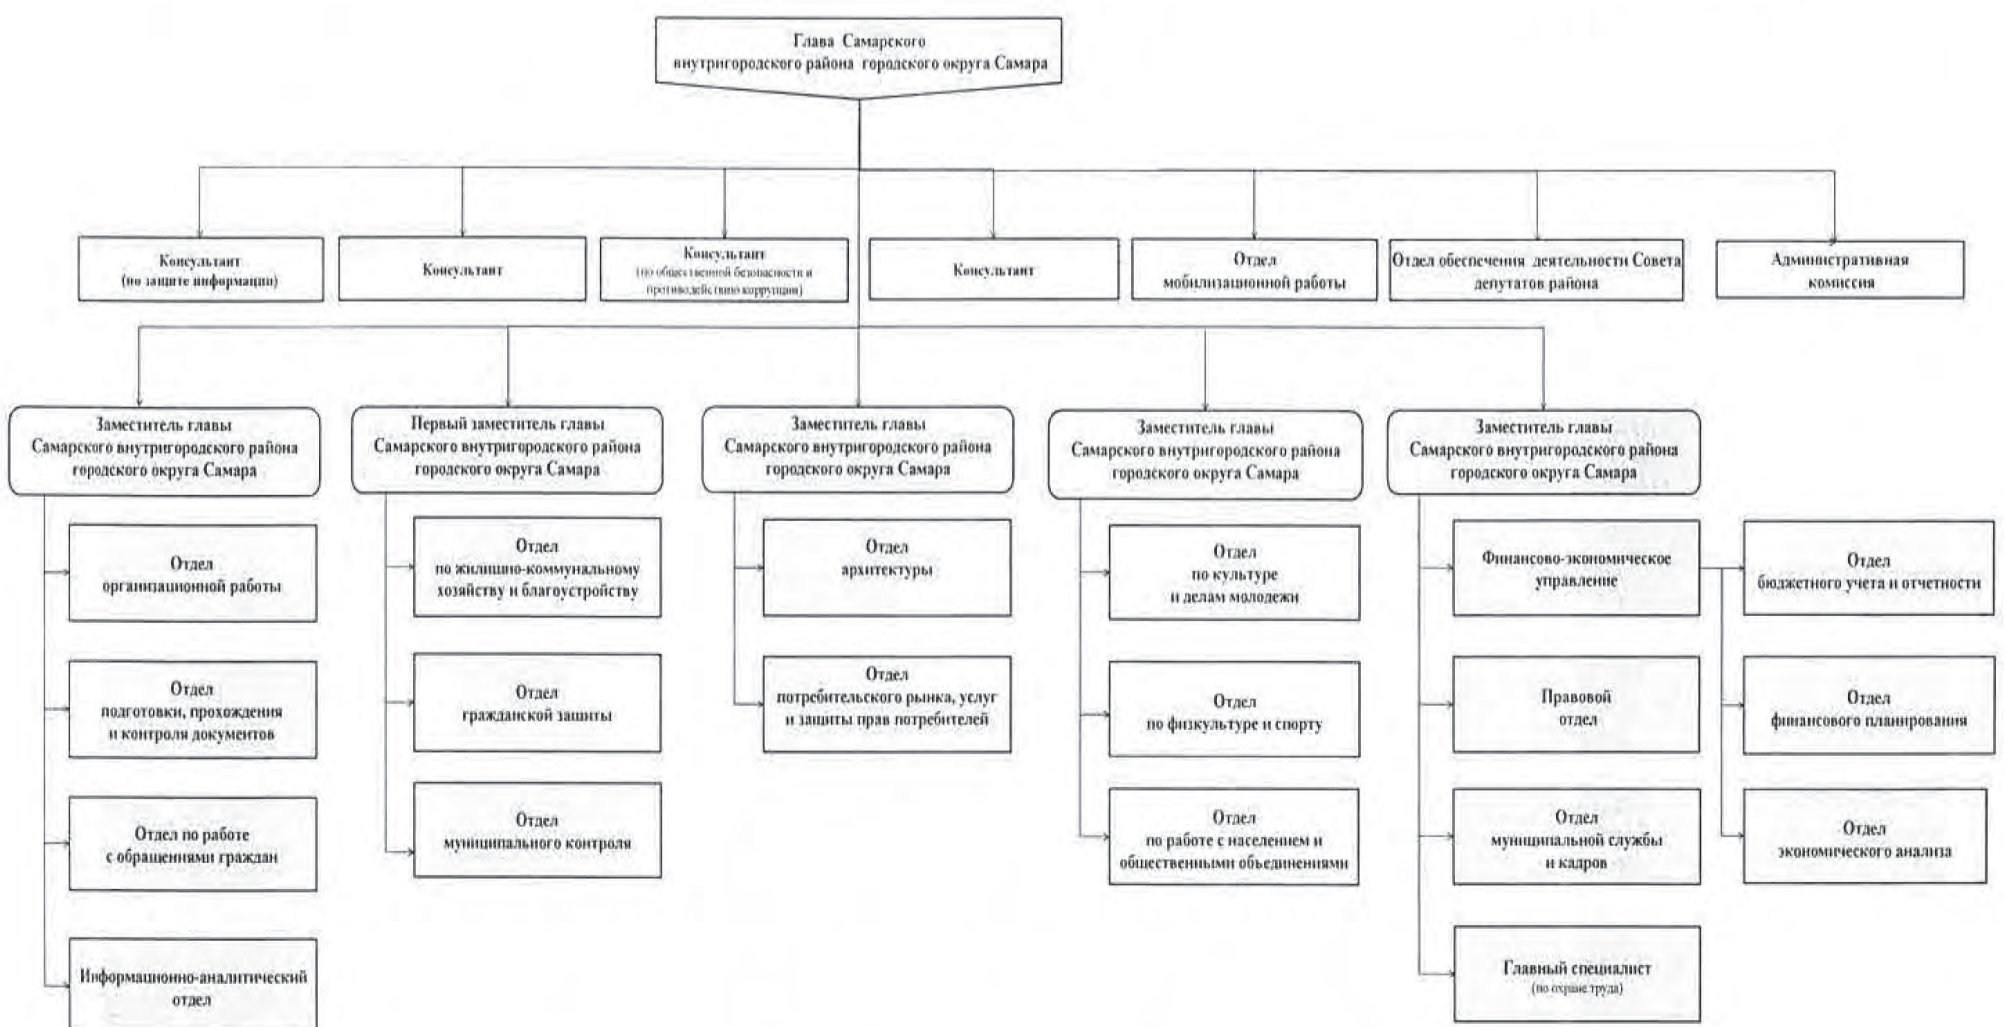 Глава Самарского
внутригородского района городского округа Самара
Консультант
(по защите информации)
Консультант
Консультант
(по общественной безопасности и
противодействию коррупции)
Консультант
Отдел
мобилизационной работы
Отдел обеспечения деятельности Совета
депутатов района
Административная
комиссия
Заместитель главы
Самарского внутригородского района
городского округа Самара
Первый заместитель главы
Самарского внутригородского района
городского округа Самара
Заместитель главы
Самарского внутригородского района
городского округа Самара
Заместитель главы
Самарского внутригородского района
городского округа Самара
Заместитель главы
Самарского внутригородского района
городского округа Самара
Отдел
организационной работы
Отдел
подготовки, прохождения
и контроля документов
Отдел по работе
с обращениями граждан
Информационно-аналитический
отдел
Отдел
по жилищно-коммунальному
хозяйству и благоустройству
Отдел
гражданской защиты
Отдел
муниципального контроля
Отдел
архитектуры
Отдел
потребительского рынка, услуг
и защиты прав потребителей
Отдел
по культуре
и делам молодежи
Отдел
по физкультуре и спорту
Отдел
по работе с населением и
общественными объединениями
Финансово-экономическое
управление
Правовой
отдел
Отдел
муниципальной службы
и кадров
Главный специалист
(по охране труда)
Отдел
бюджетного учета и отчетности
Отдел
финансового планирования
Отдел
экономического анализа